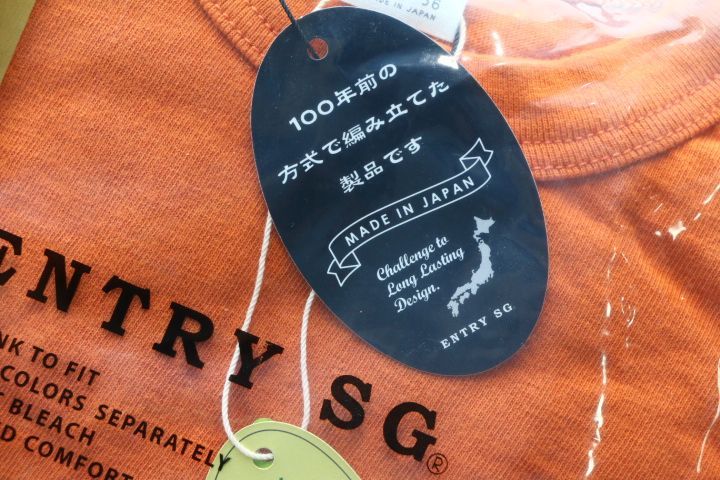 56
MADE IN JAPAN
100年前の
方式で編み立てた
製品です
MADE IN JAPAN
Challenge to
Long Lasting
Design.
ENTRY SG
ENTRY SG®
TO FIT
COLORS SEPARATELY
BLEACH
COMFORT